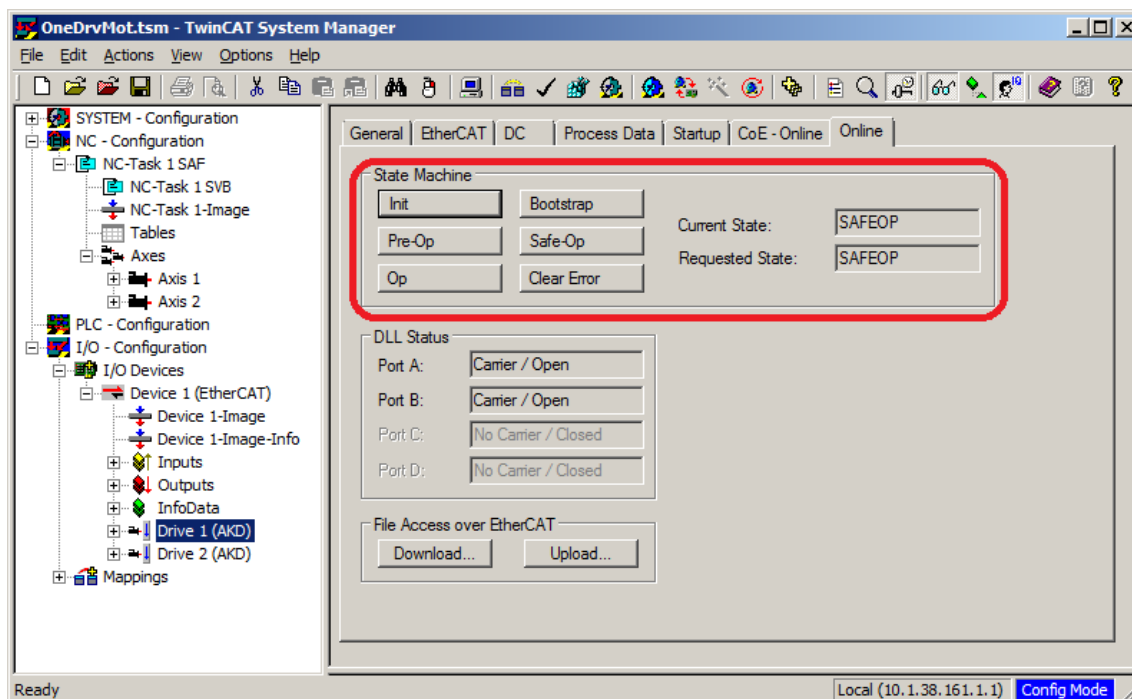 OneDrvMot.tsm - TwinCAT System Manager
File Edit Actions View Options Help
SYSTEM - Configuration
NC - Configuration
NC-Task 1 SAF
NC-Task 1 SVB
NC-Task 1-Image
Tables
Axes
Axis 1
Axis 2
PLC - Configuration
I/O - Configuration
I/O Devices
Device 1 (EtherCAT)
Device 1-Image
Device 1-Image-Info
Inputs
Outputs
InfoData
Drive 1 (AKD)
Drive 2 (AKD)
Mappings
General EtherCAT DC Process Data Startup CoE - Online Online
State Machine
Init Bootstrap
Pre-Op Safe-Op
Op Clear Error
Current State: SAFEOP
Requested State: SAFEOP
DLL Status
Port A: Carrier / Open
Port B: Carrier / Open
Port C: No Carrier / Closed
Port D: No Carrier / Closed
File Access over EtherCAT
Download... Upload...
Ready Local (10.1.38.161.1.1) Config Mode